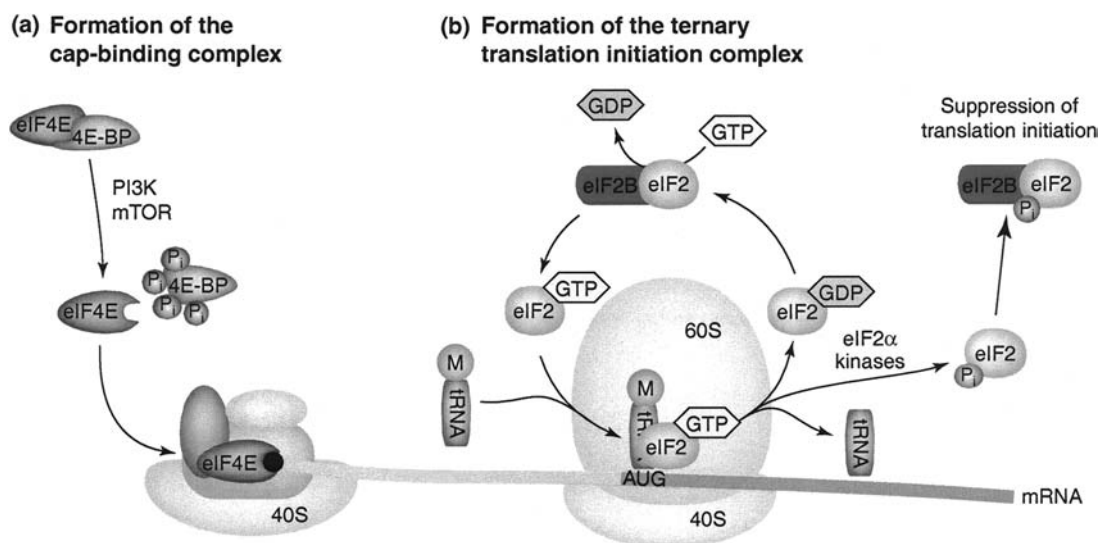 (a) Formation of the
cap-binding complex
(b) Formation of the ternary
translation initiation complex
eIF4E
4E-BP
PI3K
mTOR
Pi
Pi
4E-BP
Pi
Pi
eIF4E
eIF4E
40S
GDP
GTP
eIF2B
eIF2
GTP
eIF2
M
tRNA
60S
M
eIF2
GTP
AUG
40S
GDP
eIF2
eIF2α
kinases
tRNA
mRNA
Suppression of
translation initiation
eIF2B
eIF2
Pi
eIF2
Pi